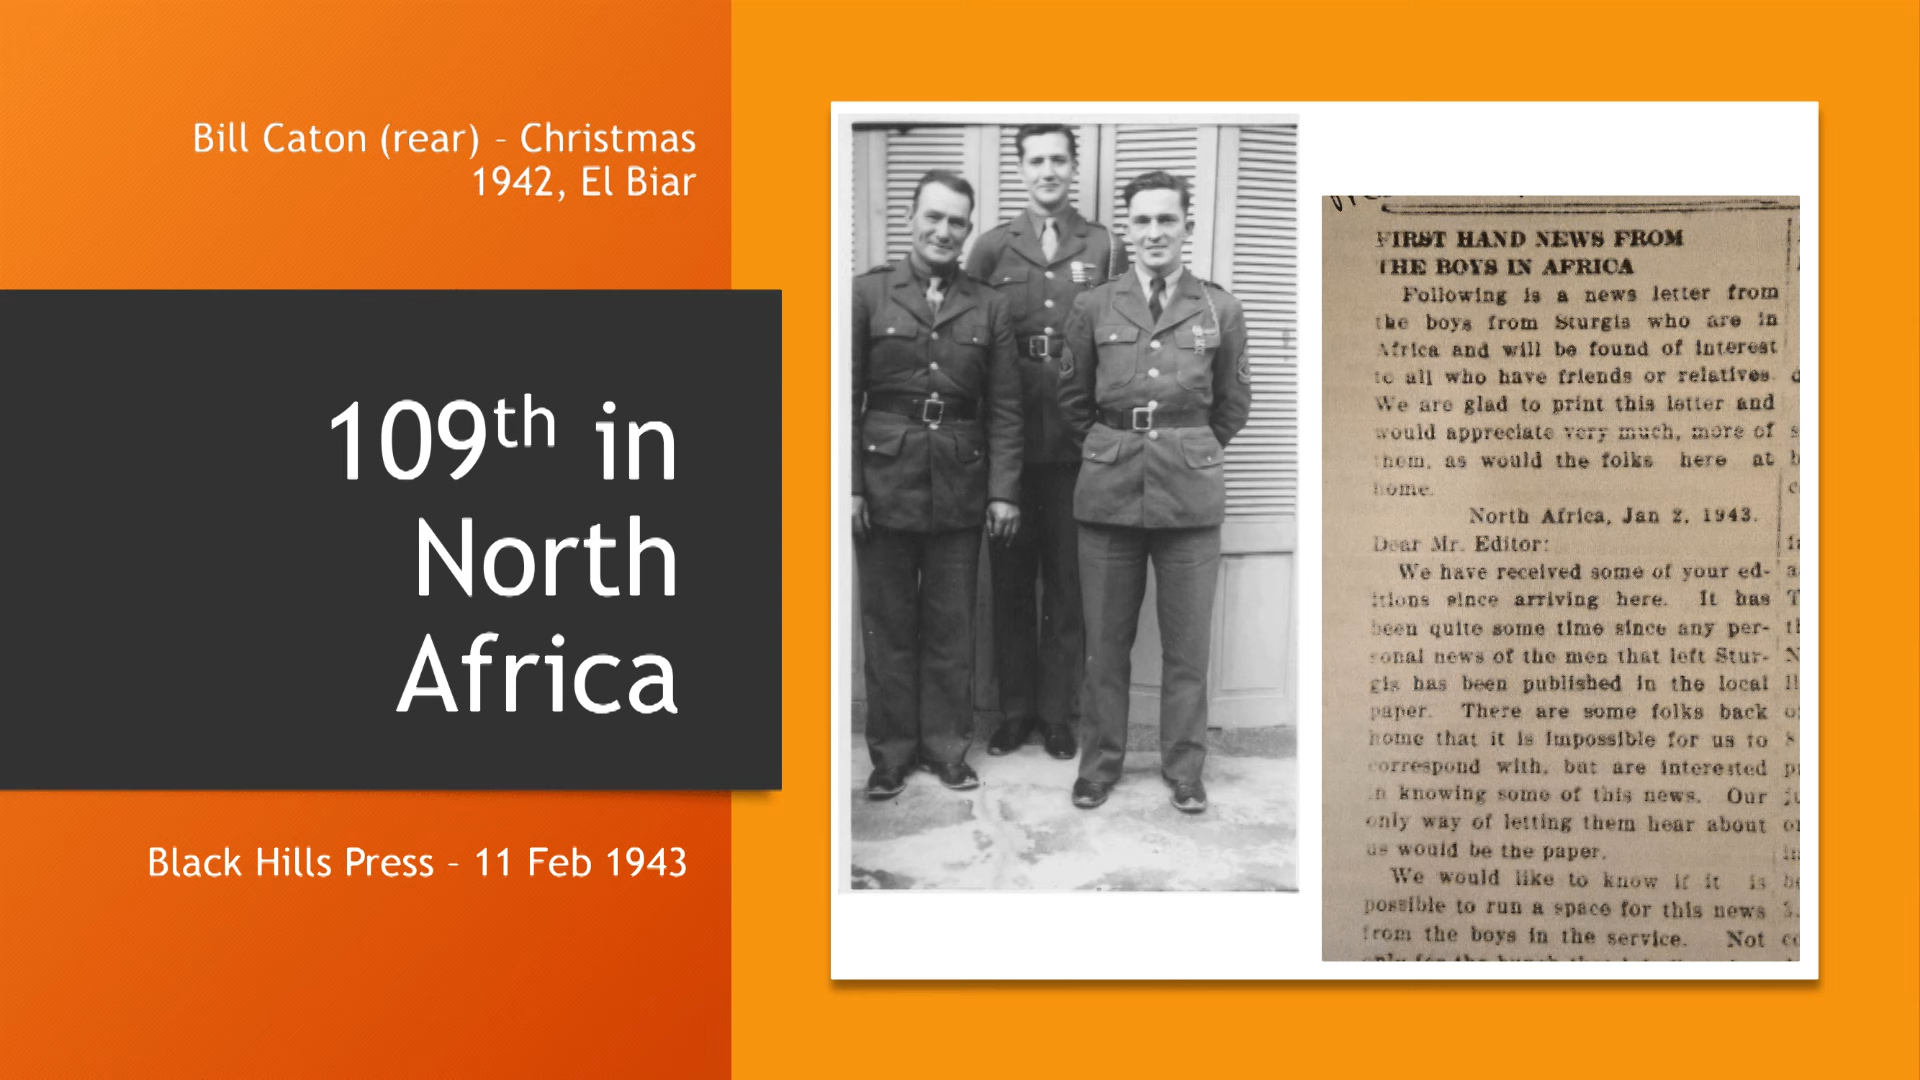 Bill Caton (rear) – Christmas
1942, El Biar
109th in
North
Africa
Black Hills Press – 11 Feb 1943
FIRST HAND NEWS FROM
THE BOYS IN AFRICA
Following is a news letter from
the boys from Sturgis who are in
Africa and will be found of interest
to all who have friends or relatives.
We are glad to print this letter and
would appreciate very much, more of
them, as would the folks here at
home.
North Africa, Jan 2, 1943.
Dear Mr. Editor:
We have received some of your ed-
itions since arriving here. It has
been quite some time since any per-
sonal news of the men that left Stur-
gis has been published in the local
paper. There are some folks back
home that it is impossible for us to
correspond with, but are interested
in knowing some of this news. Our
only way of letting them hear about
us would be the paper.
We would like to know if it is
possible to run a space for this news
from the boys in the service. Not